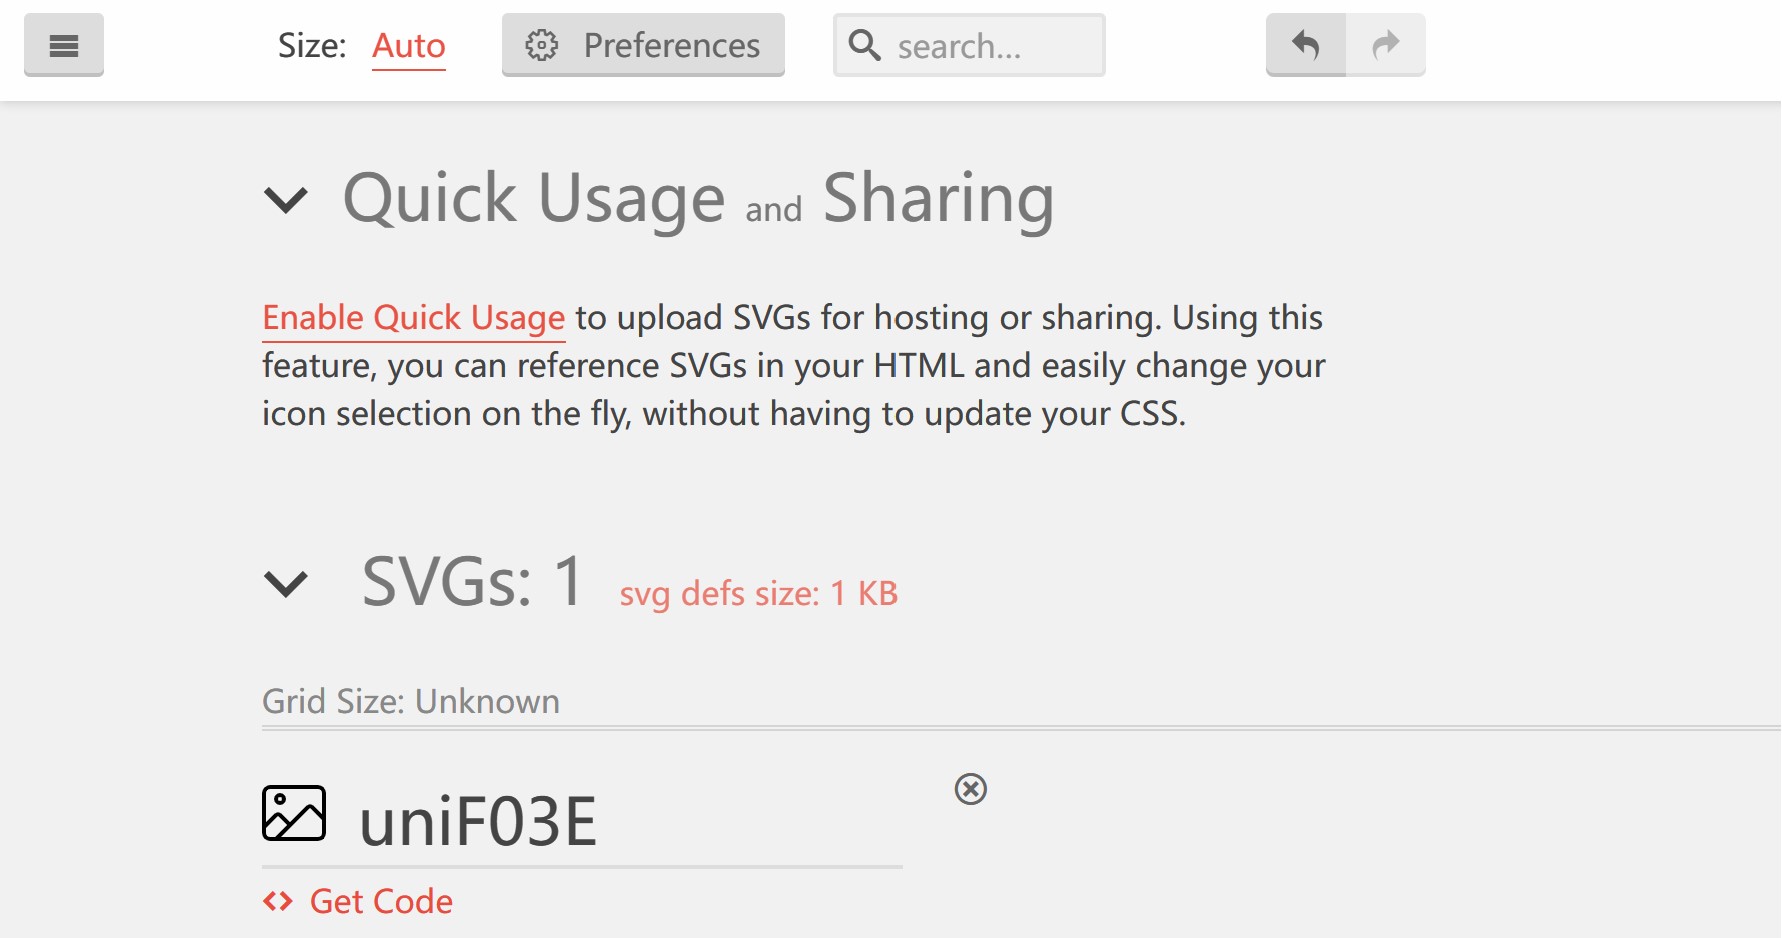 Size: Auto Preferences search...
Quick Usage and Sharing
Enable Quick Usage to upload SVGs for hosting or sharing. Using this
feature, you can reference SVGs in your HTML and easily change your
icon selection on the fly, without having to update your CSS.
SVGs: 1 svg defs size: 1 KB
Grid Size: Unknown
uniF03E
Get Code